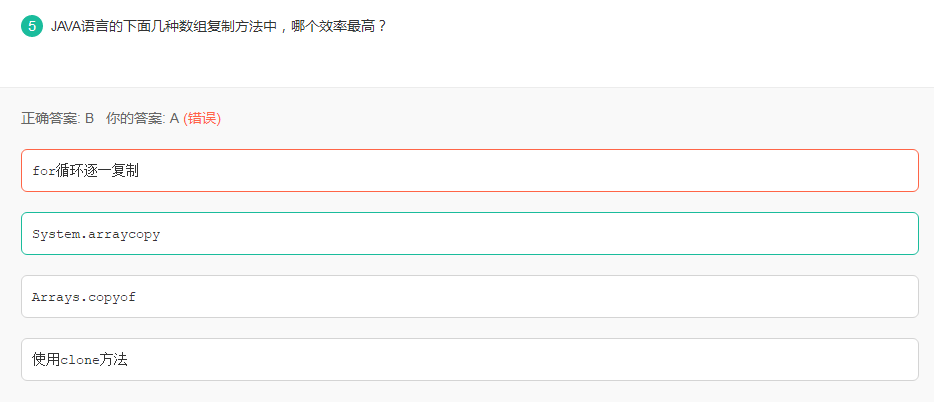 5 JAVA语言的下面几种数组复制方法中，哪个效率最高？
正确答案: B 你的答案: A (错误)
for循环逐一复制
System.arraycopy
Arrays.copyof
使用clone方法